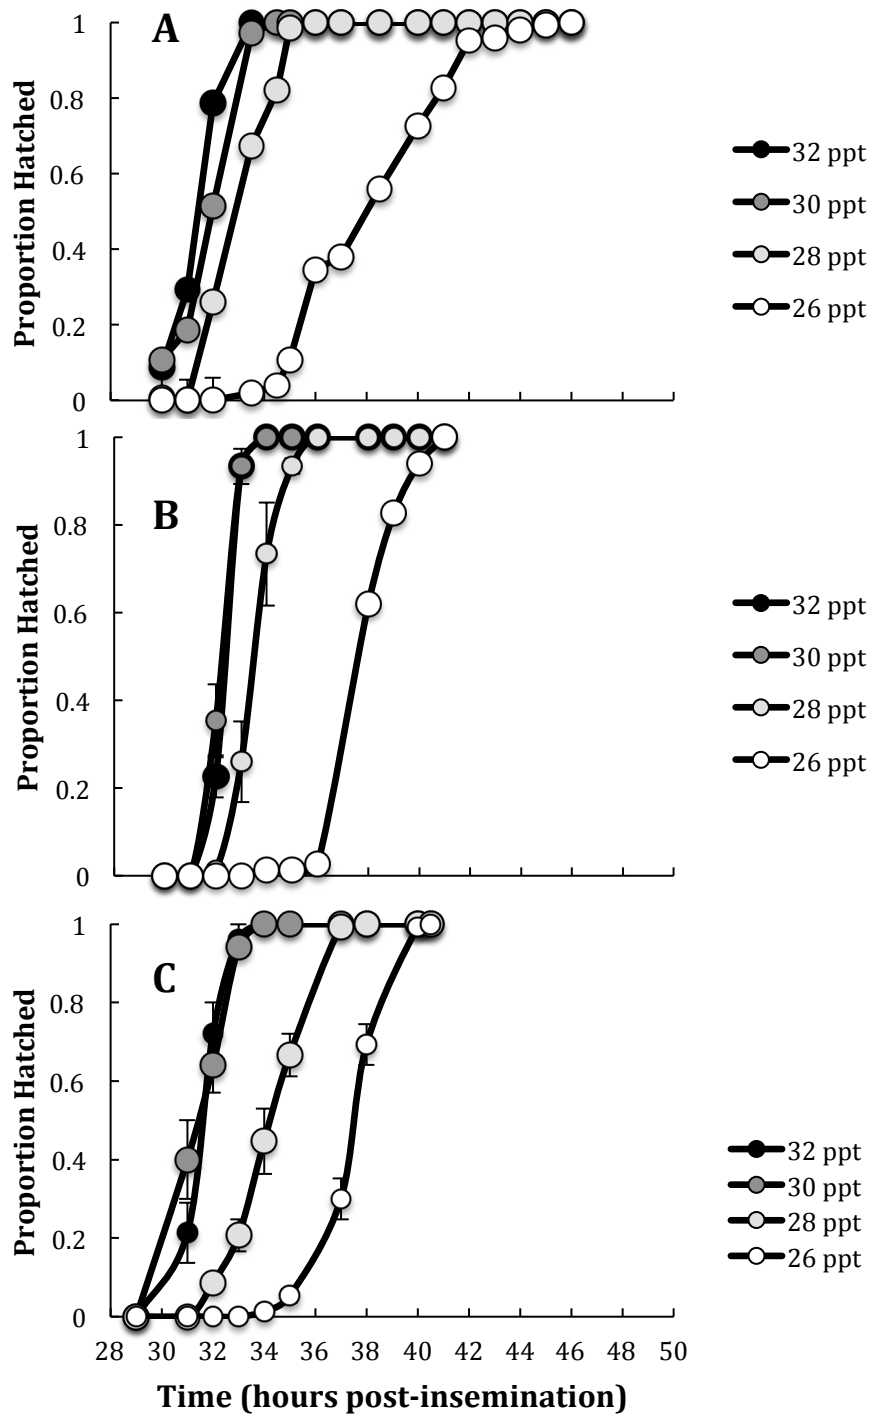 A
Proportion Hatched
1
0.8
0.6
0.4
0.2
0
32 ppt
30 ppt
28 ppt
26 ppt
B
Proportion Hatched
1
0.8
0.6
0.4
0.2
0
32 ppt
30 ppt
28 ppt
26 ppt
C
Proportion Hatched
1
0.8
0.6
0.4
0.2
0
32 ppt
30 ppt
28 ppt
26 ppt
28 30 32 34 36 38 40 42 44 46 48 50
Time (hours post-insemination)